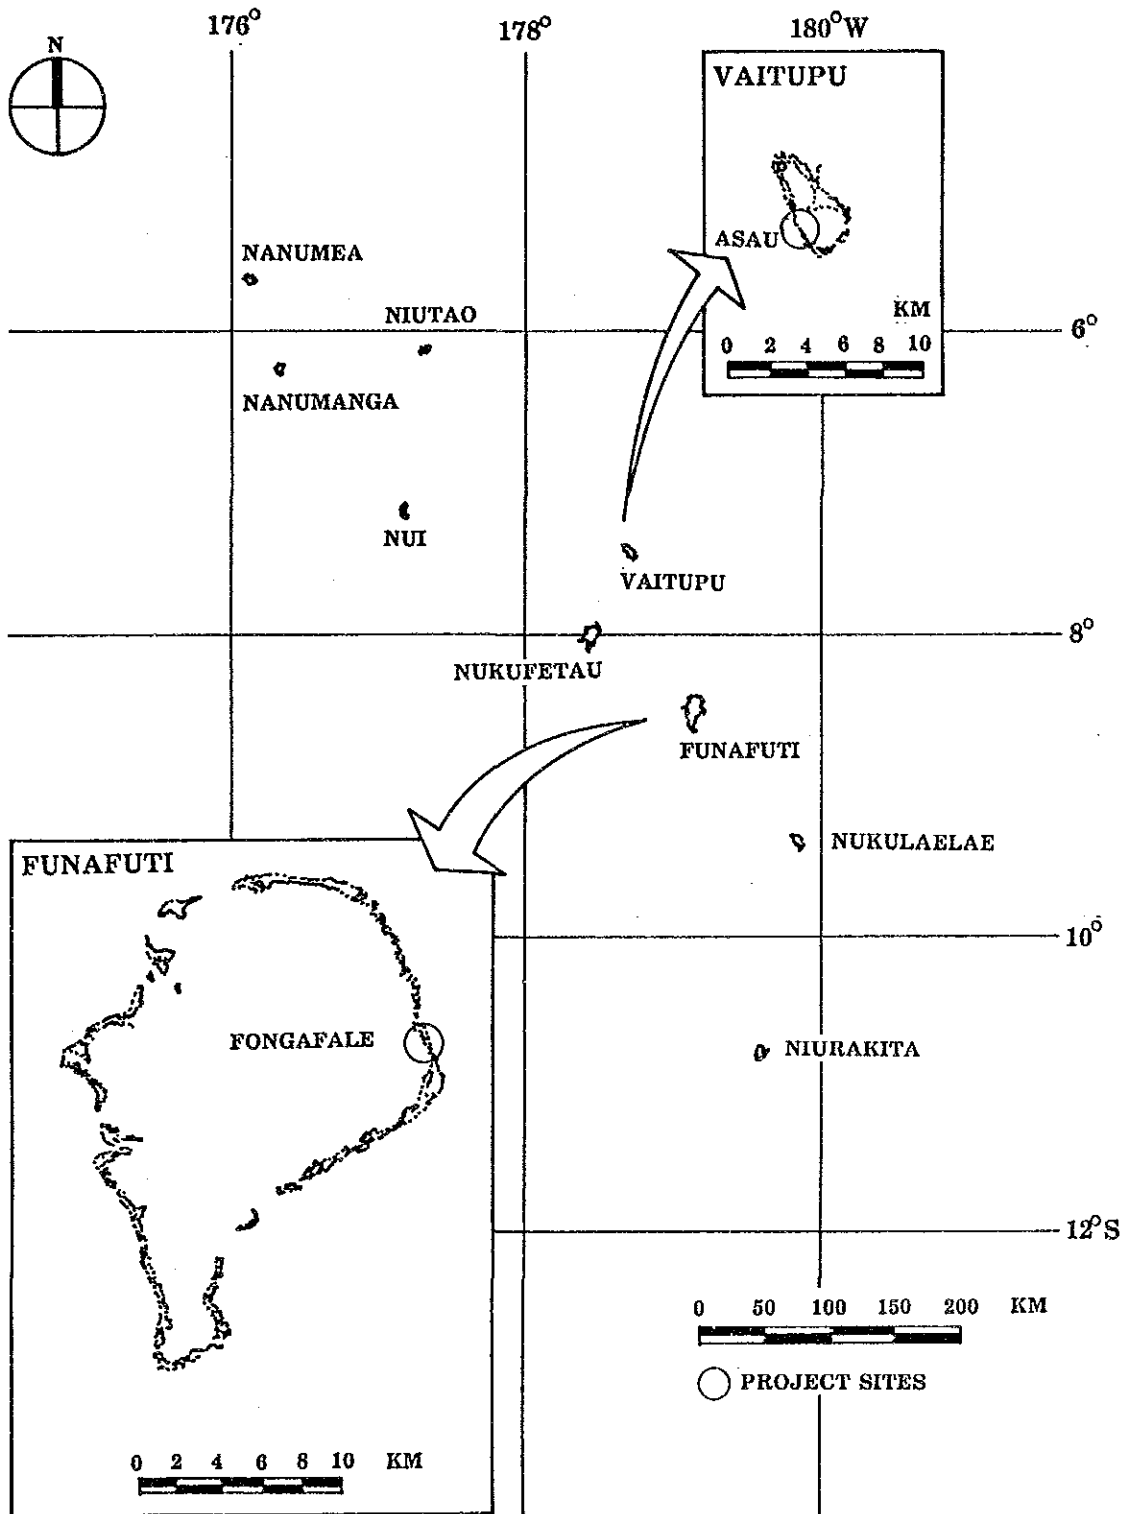 176° 178° 180°W
N
VAITUPU
ASAU
KM
0 2 4 6 8 10
NANUMEA
NIUTAO
6°
NANUMANGA
NUI
VAITUPU
8°
NUKUFETAU
FUNAFUTI
NUKULAELAE
FUNAFUTI
10°
FONGAFALE
NIURAKITA
12°S
0 50 100 150 200 KM
PROJECT SITES
0 2 4 6 8 10 KM